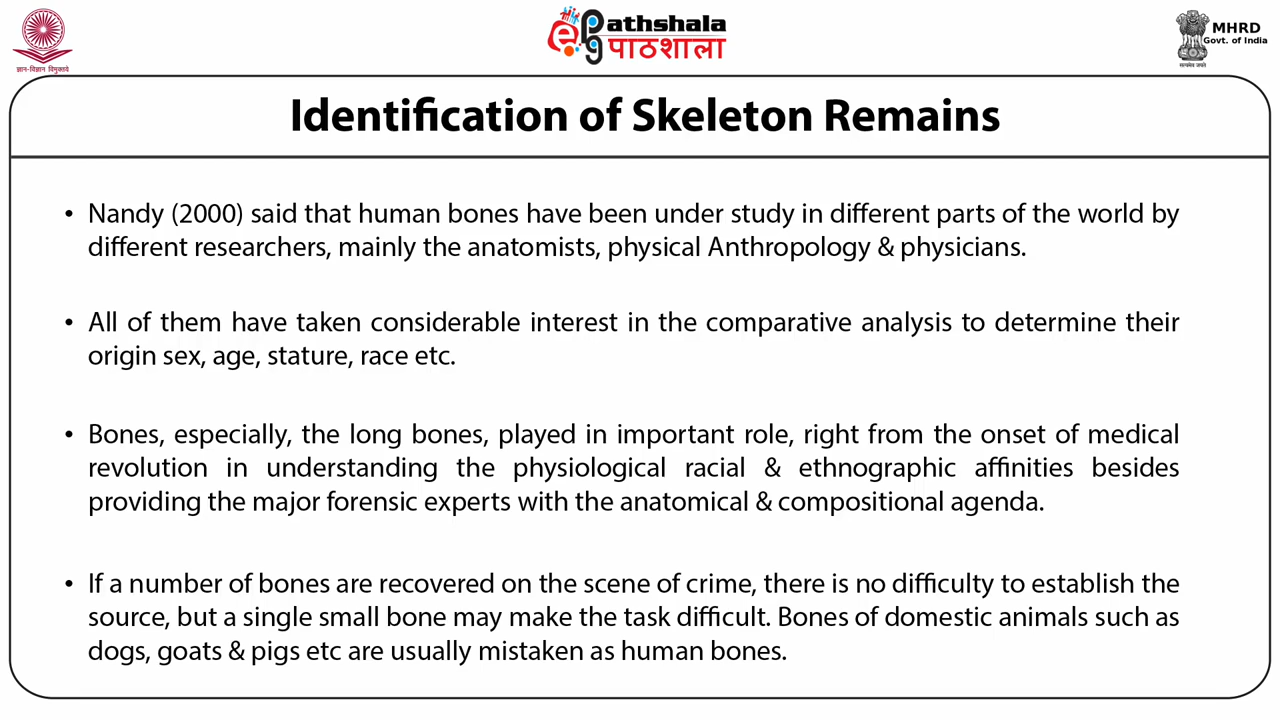 ज्ञान-विज्ञान विमुक्तये
epg
athshala
पाठशाला
MHRD
Govt. of India
सत्यमेव जयते
Identification of Skeleton Remains
• Nandy (2000) said that human bones have been under study in different parts of the world by
different researchers, mainly the anatomists, physical Anthropology & physicians.
• All of them have taken considerable interest in the comparative analysis to determine their
origin sex, age, stature, race etc.
• Bones, especially, the long bones, played in important role, right from the onset of medical
revolution in understanding the physiological racial & ethnographic affinities besides
providing the major forensic experts with the anatomical & compositional agenda.
• If a number of bones are recovered on the scene of crime, there is no difficulty to establish the
source, but a single small bone may make the task difficult. Bones of domestic animals such as
dogs, goats & pigs etc are usually mistaken as human bones.